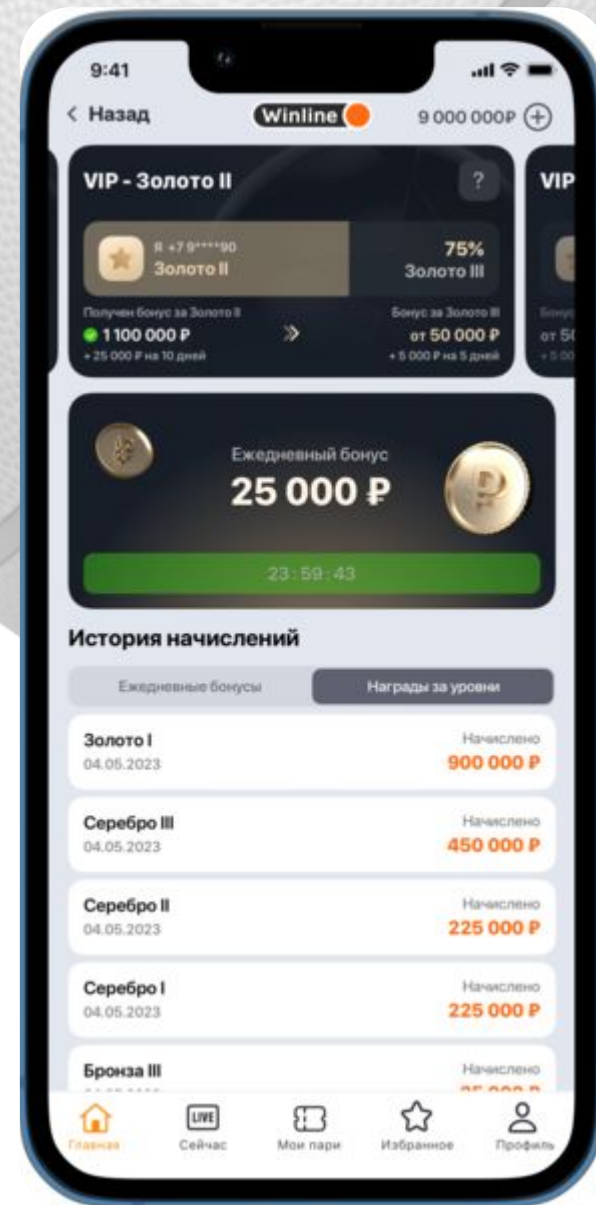 9:41
< Назад
Winline
9 000 000₽
VIP - Золото II
?
VIP
Я +7 9****90
Золото II
75%
Золото III
Получен бонус за Золото II
1 100 000 ₽
+ 25 000 ₽ на 10 дней
Бонус за Золото III
от 50 000 ₽
+ 5 000 ₽ на 5 дней
Ежедневный бонус
25 000 ₽
23:59:43
История начислений
Ежедневные бонусы
Награды за уровни
Золото I
04.05.2023
Начислено
900 000 ₽
Серебро III
04.05.2023
Начислено
450 000 ₽
Серебро II
04.05.2023
Начислено
225 000 ₽
Серебро I
04.05.2023
Начислено
225 000 ₽
Бронза III
Начислено
Главная
LIVE
Сейчас
Мои пари
Избранное
Профиль